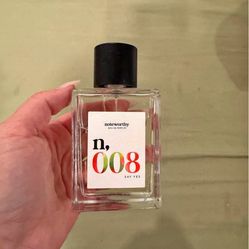 noteworthy
EAU DE PARFUM
n,
008
SAY YES